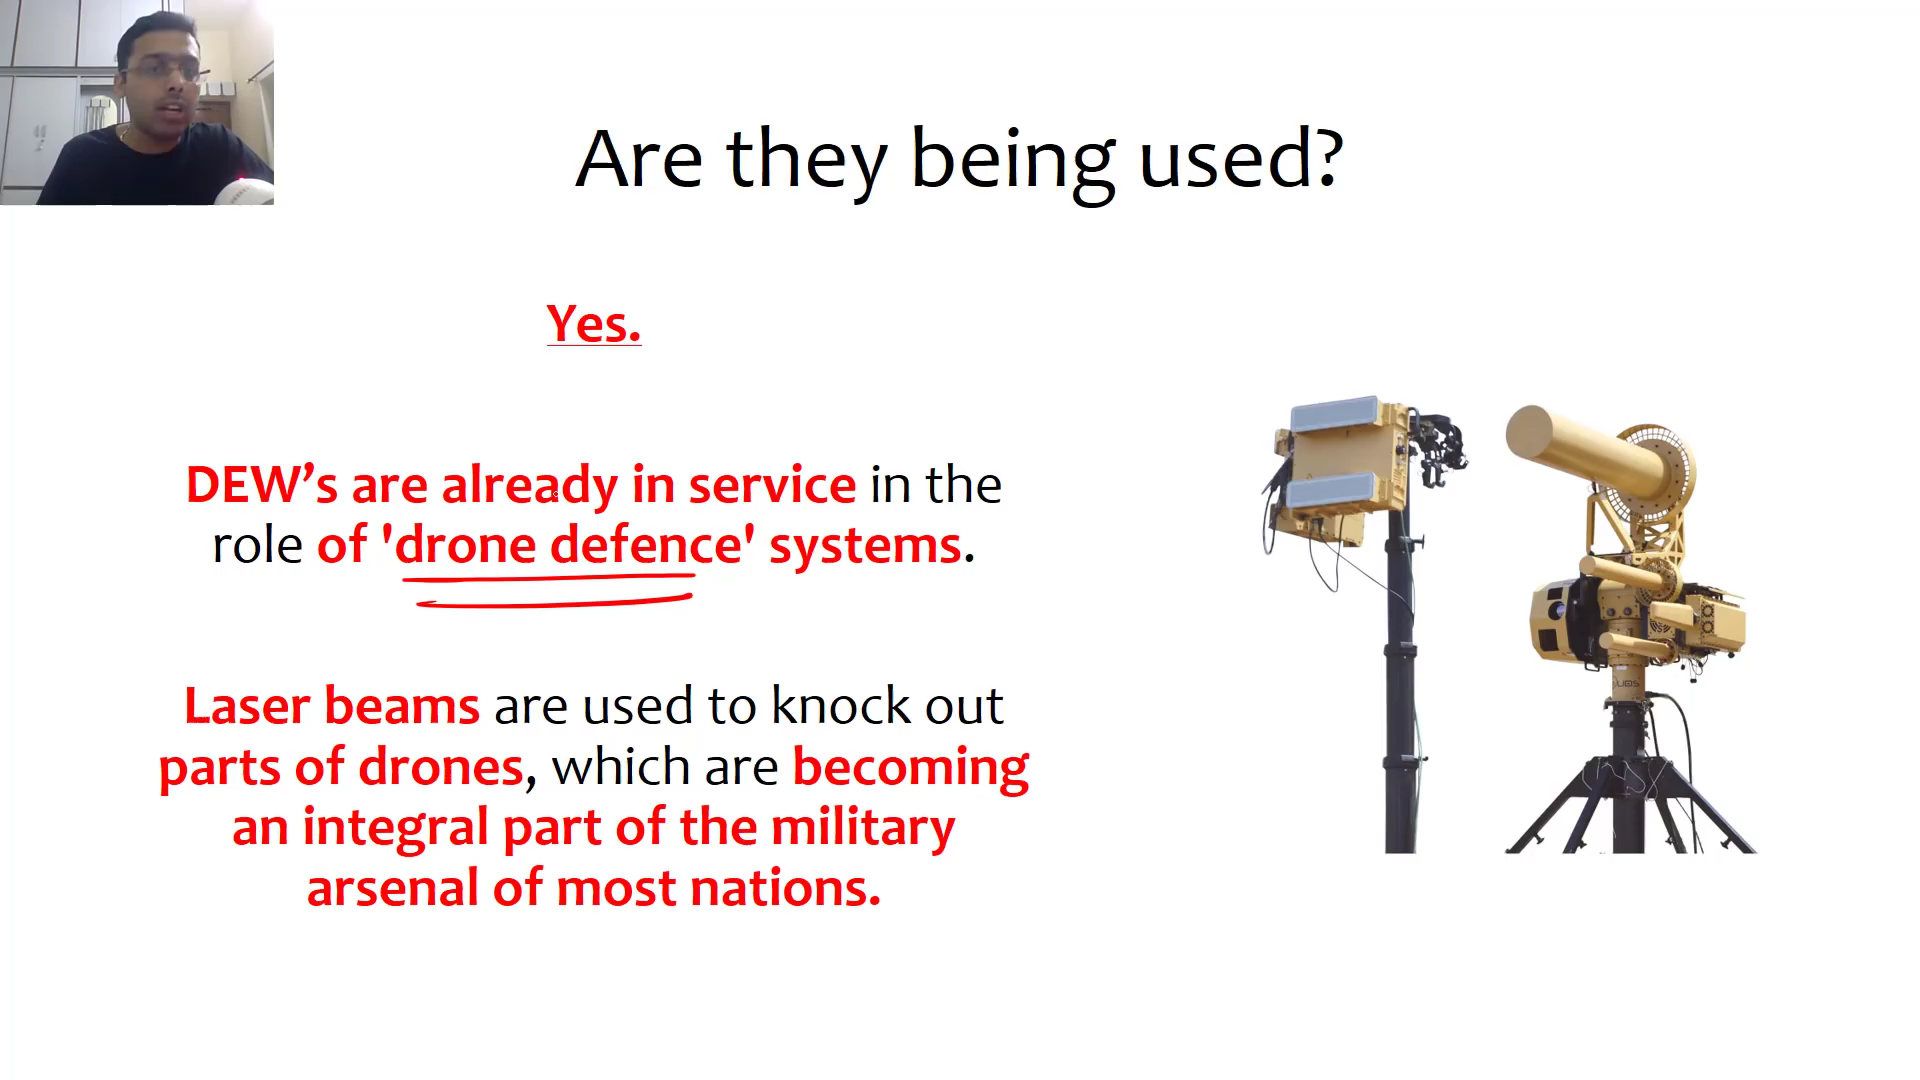 Are they being used?
Yes.
DEW’s are already in service in the
role of 'drone defence' systems.
Laser beams are used to knock out
parts of drones, which are becoming
an integral part of the military
arsenal of most nations.